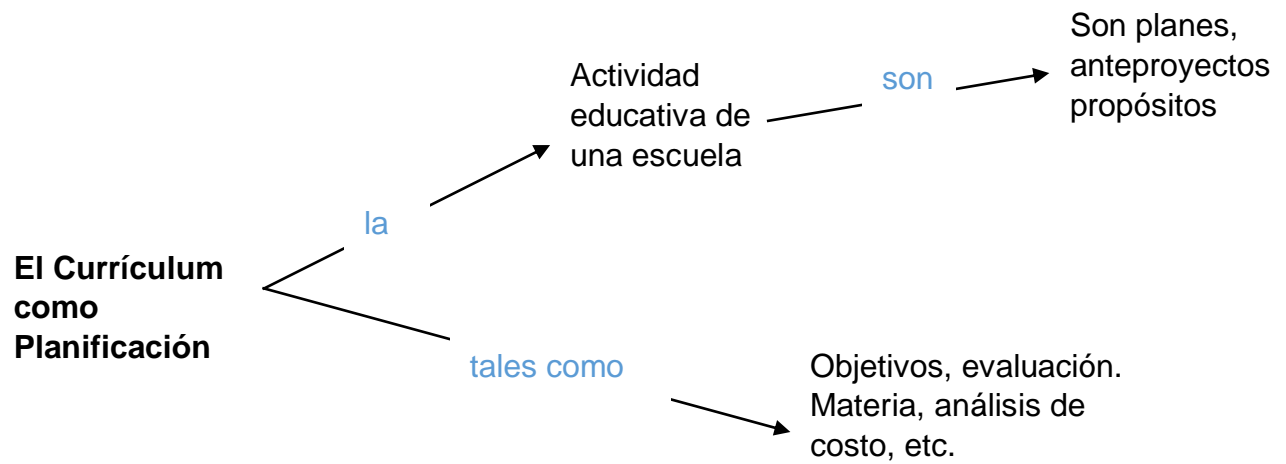 El Currículum
como
Planificación
la
Actividad
educativa de
una escuela
son
Son planes,
anteproyectos
propósitos
tales como
Objetivos, evaluación.
Materia, análisis de
costo, etc.